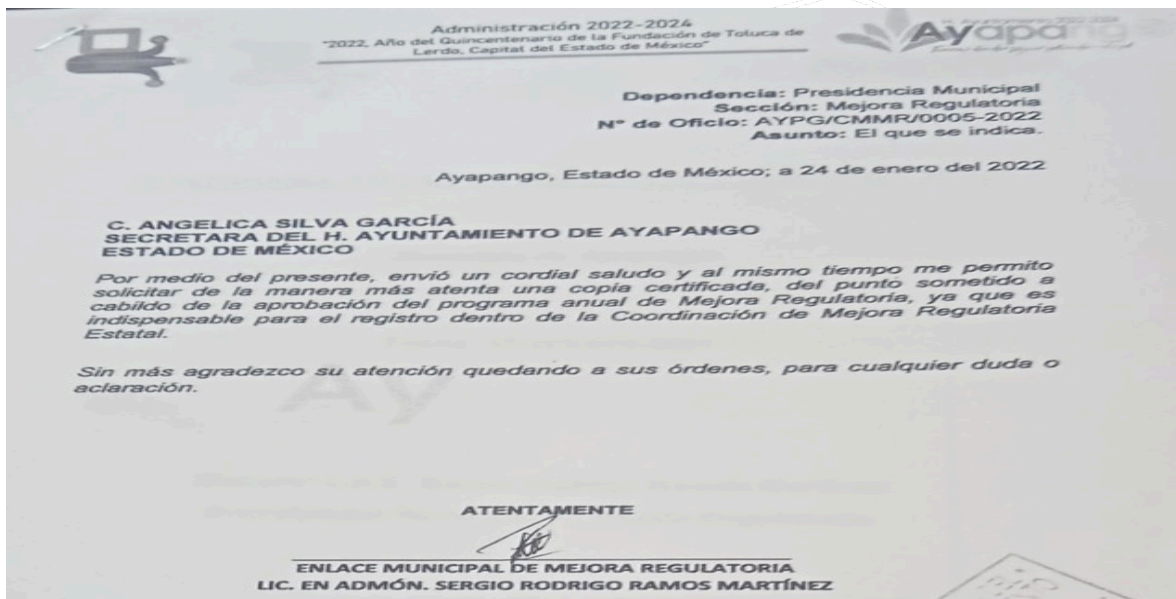 Administración 2022-2024
"2022, Año del Quincentenario de la Fundación de Toluca de
Lerdo, Capital del Estado de México"
Ayapango
Dependencia: Presidencia Municipal
Sección: Mejora Regulatoria
N° de Oficio: AYPG/CMMR/0005-2022
Asunto: El que se indica.
Ayapango, Estado de México; a 24 de enero del 2022
C. ANGELICA SILVA GARCÍA
SECRETARA DEL H. AYUNTAMIENTO DE AYAPANGO
ESTADO DE MÉXICO
Por medio del presente, envió un cordial saludo y al mismo tiempo me permito
solicitar de la manera más atenta una copia certificada, del punto sometido a
cabildo de la aprobación del programa anual de Mejora Regulatoria, ya que es
indispensable para el registro dentro de la Coordinación de Mejora Regulatoria
Estatal.
Sin más agradezco su atención quedando a sus órdenes, para cualquier duda o
aclaración.
ATENTAMENTE
ENLACE MUNICIPAL DE MEJORA REGULATORIA
LIC. EN ADMÓN. SERGIO RODRIGO RAMOS MARTÍNEZ